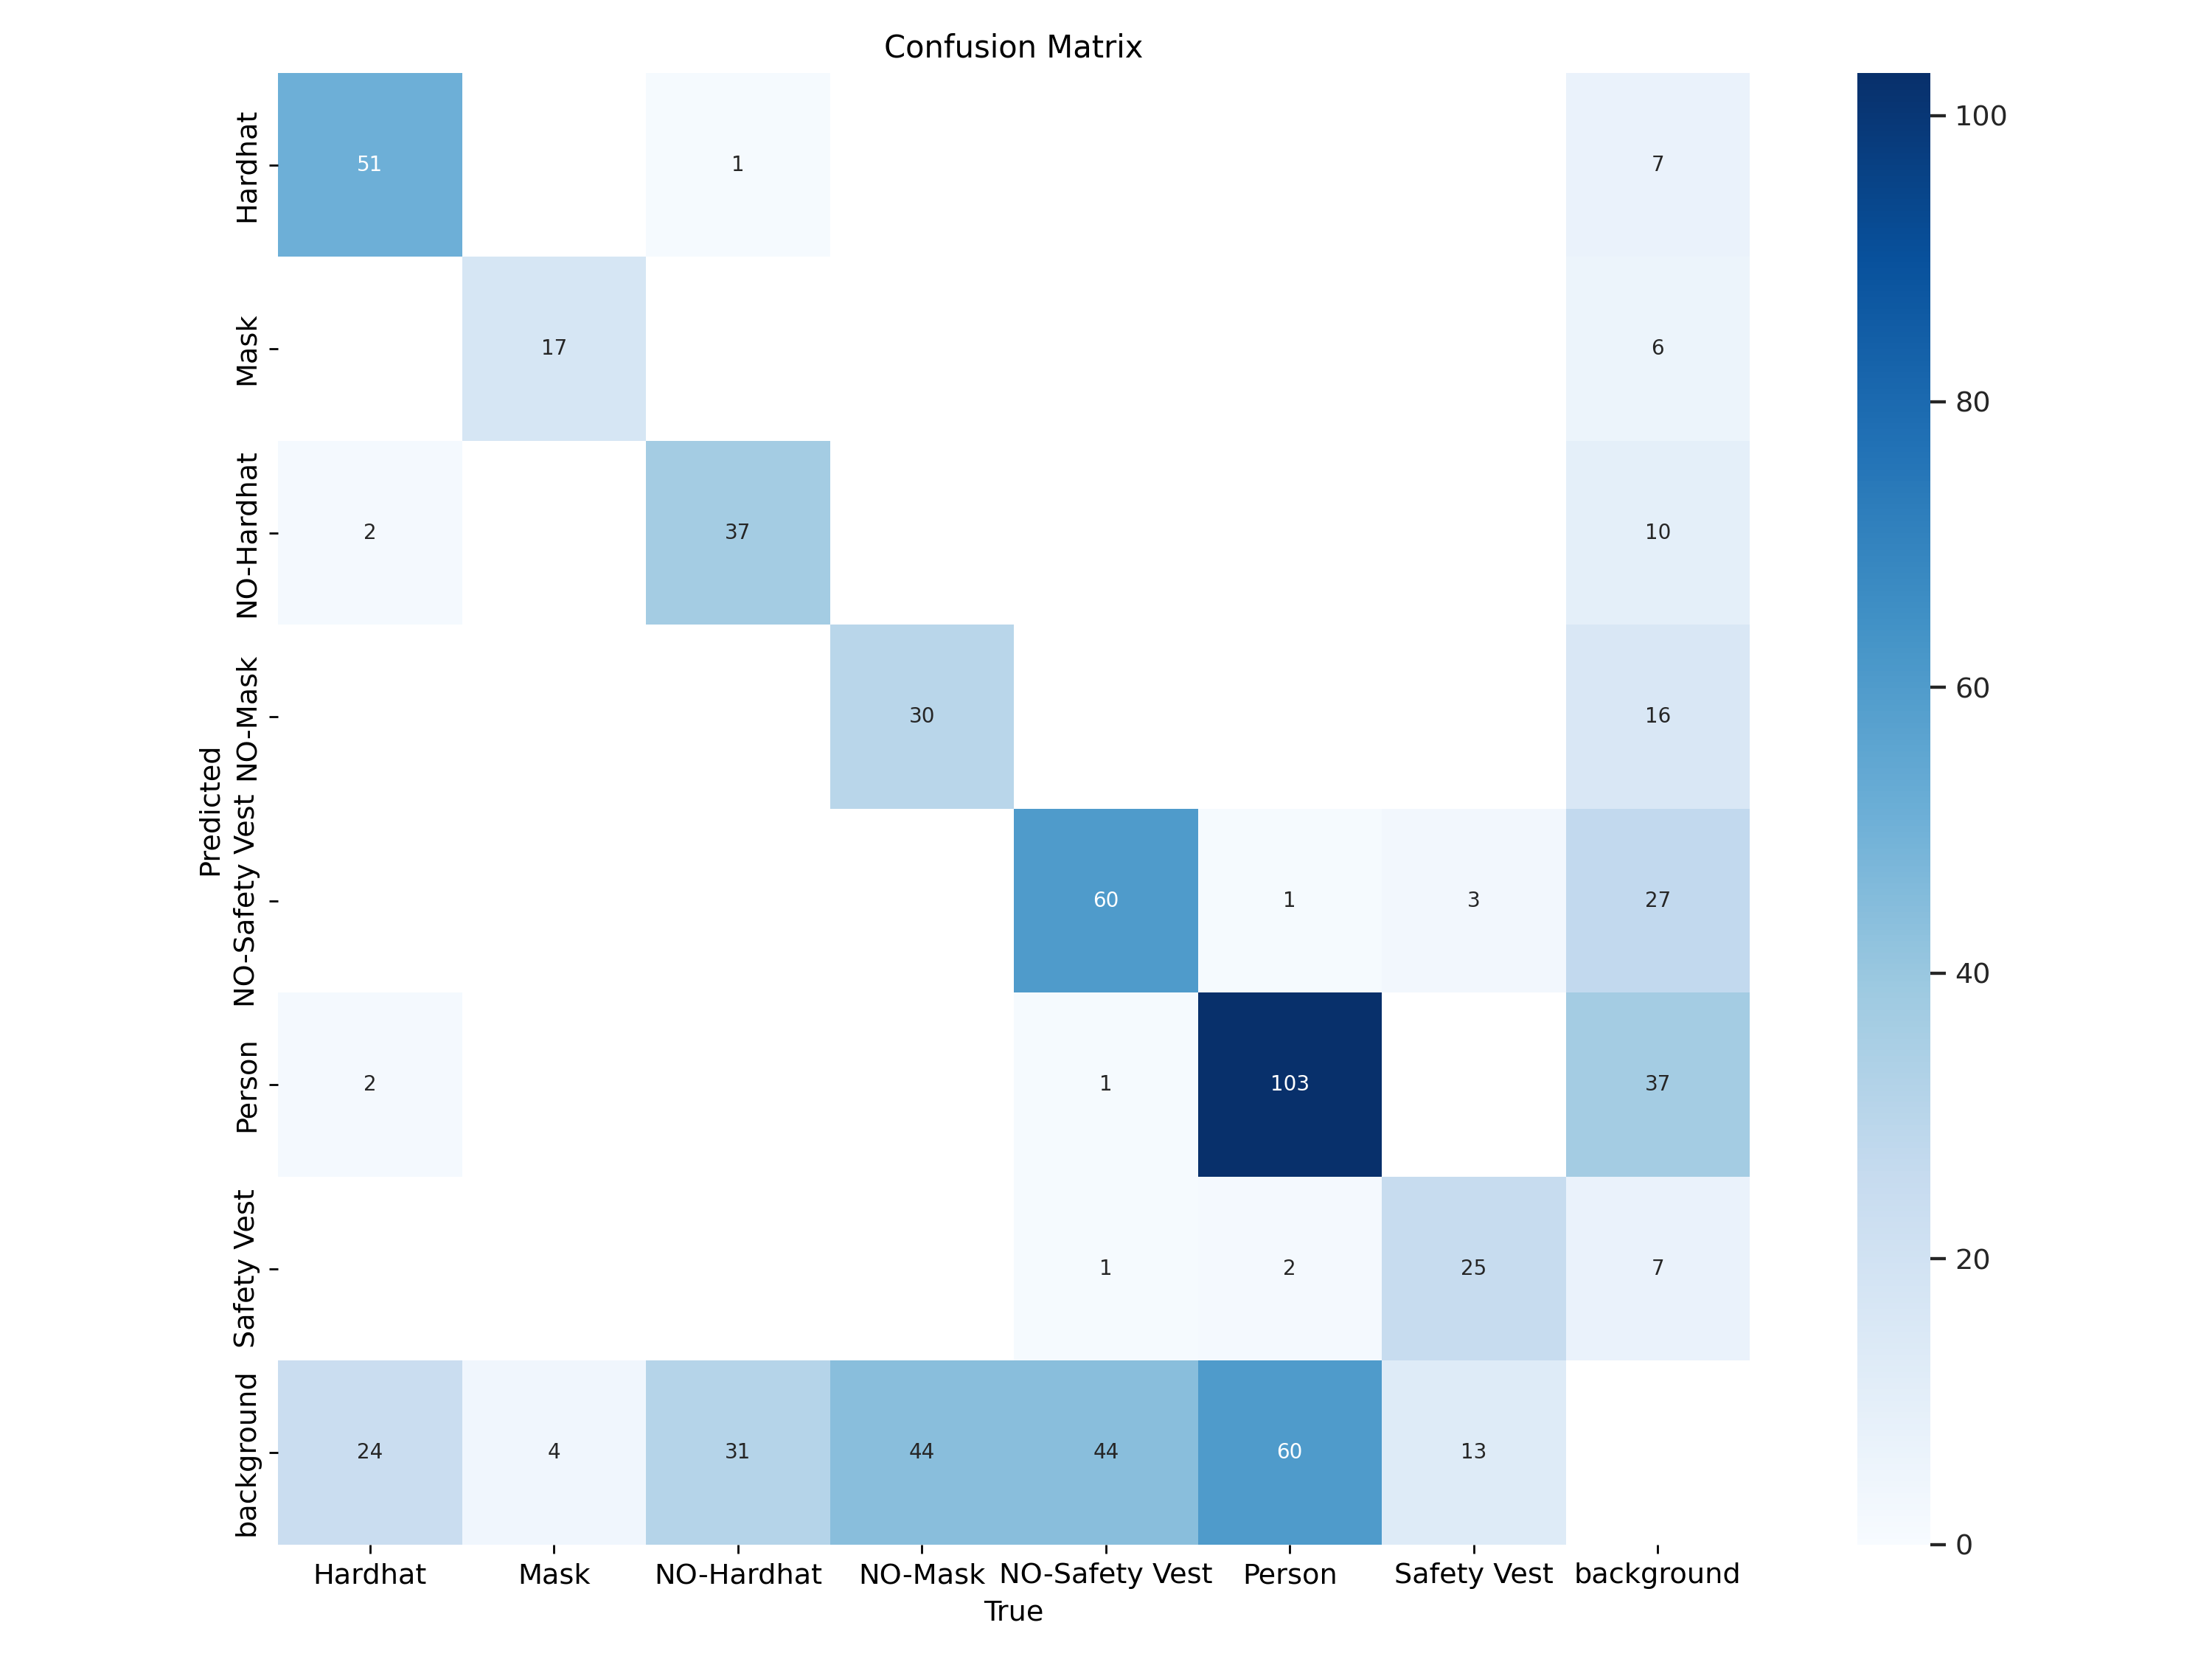 Confusion Matrix
Hardhat
51
1
7
100
Mask
17
6
80
NO-Hardhat
2
37
10
60
NO-Mask
30
16
Predicted
NO-Safety Vest
60
1
3
27
40
Person
2
1
103
37
Safety Vest
1
2
25
7
20
background
24
4
31
44
44
60
13
0
Hardhat
Mask
NO-Hardhat
NO-Mask
NO-Safety Vest
Person
Safety Vest
background
True